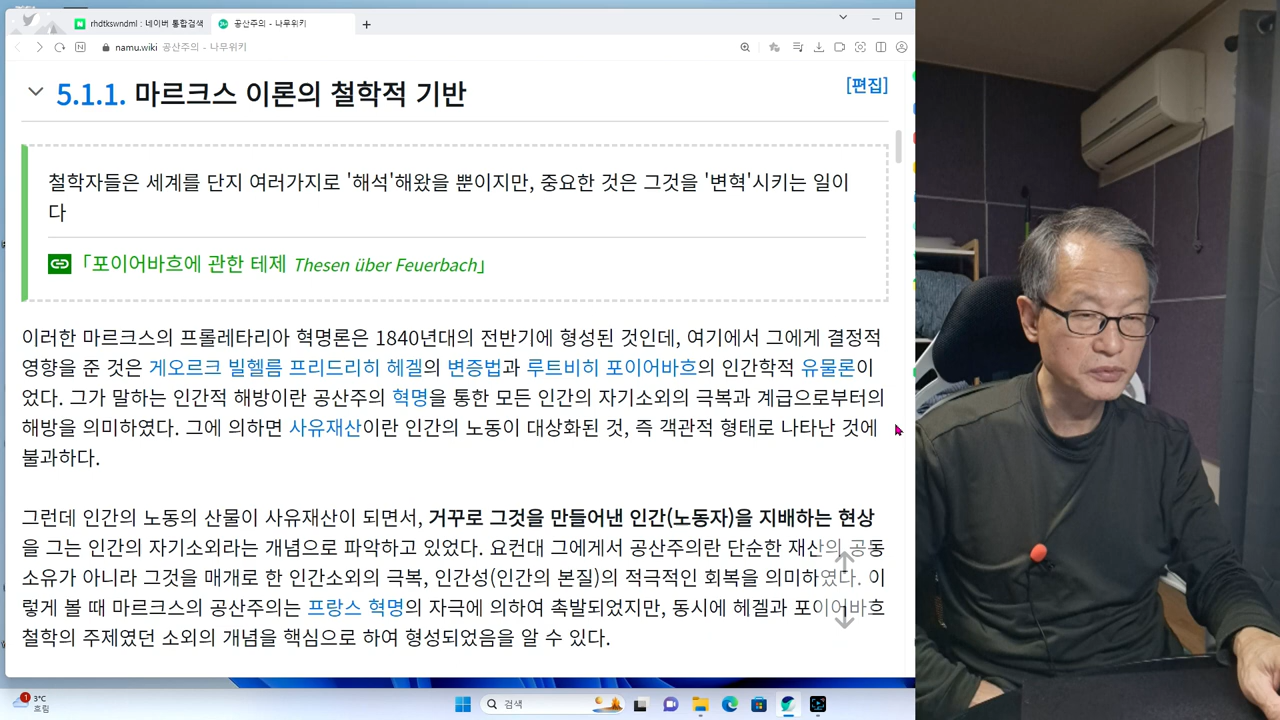 rhdtkswndml : 네이버 통합검색
공산주의 - 나무위키
namu.wiki 공산주의 - 나무위키
5.1.1. 마르크스 이론의 철학적 기반
[편집]
철학자들은 세계를 단지 여러가지로 '해석'해왔을 뿐이지만, 중요한 것은 그것을 '변혁'시키는 일이
다
「포이어바흐에 관한 테제 Thesen über Feuerbach」
이러한 마르크스의 프롤레타리아 혁명론은 1840년대의 전반기에 형성된 것인데, 여기에서 그에게 결정적
영향을 준 것은 게오르크 빌헬름 프리드리히 헤겔의 변증법과 루트비히 포이어바흐의 인간학적 유물론이
었다. 그가 말하는 인간적 해방이란 공산주의 혁명을 통한 모든 인간의 자기소외의 극복과 계급으로부터의
해방을 의미하였다. 그에 의하면 사유재산이란 인간의 노동이 대상화된 것, 즉 객관적 형태로 나타난 것에
불과하다.
그런데 인간의 노동의 산물이 사유재산이 되면서, 거꾸로 그것을 만들어낸 인간(노동자)을 지배하는 현상
을 그는 인간의 자기소외라는 개념으로 파악하고 있었다. 요컨대 그에게서 공산주의란 단순한 재산의 공동
소유가 아니라 그것을 매개로 한 인간소외의 극복, 인간성(인간의 본질)의 적극적인 회복을 의미하였다. 이
렇게 볼 때 마르크스의 공산주의는 프랑스 혁명의 자극에 의하여 촉발되었지만, 동시에 헤겔과 포이어바흐
철학의 주제였던 소외의 개념을 핵심으로 하여 형성되었음을 알 수 있다.
1
3°C
흐림
검색